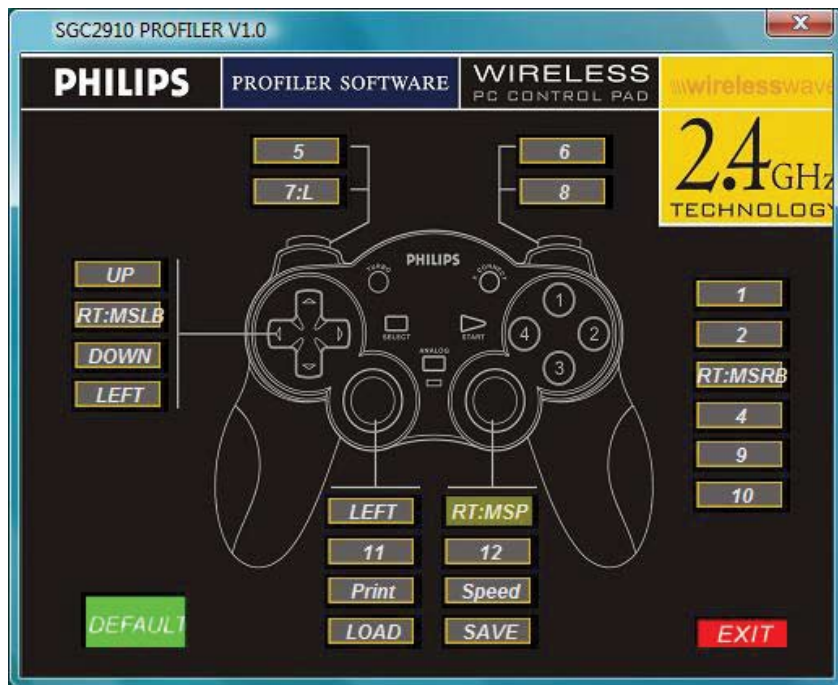 SGC2910 PROFILER V1.0
X
PHILIPS
PROFILER SOFTWARE
WIRELESS
PC CONTROL PAD
wirelesswave
2.4GHz
TECHNOLOGY
5
7:L
6
8
UP
RT:MSLB
DOWN
LEFT
PHILIPS
TURBO
CONNECT
SELECT
START
ANALOG
1
2
3
4
1
2
RT:MSRB
4
9
10
LEFT
11
Print
LOAD
RT:MSP
12
Speed
SAVE
DEFAULT
EXIT